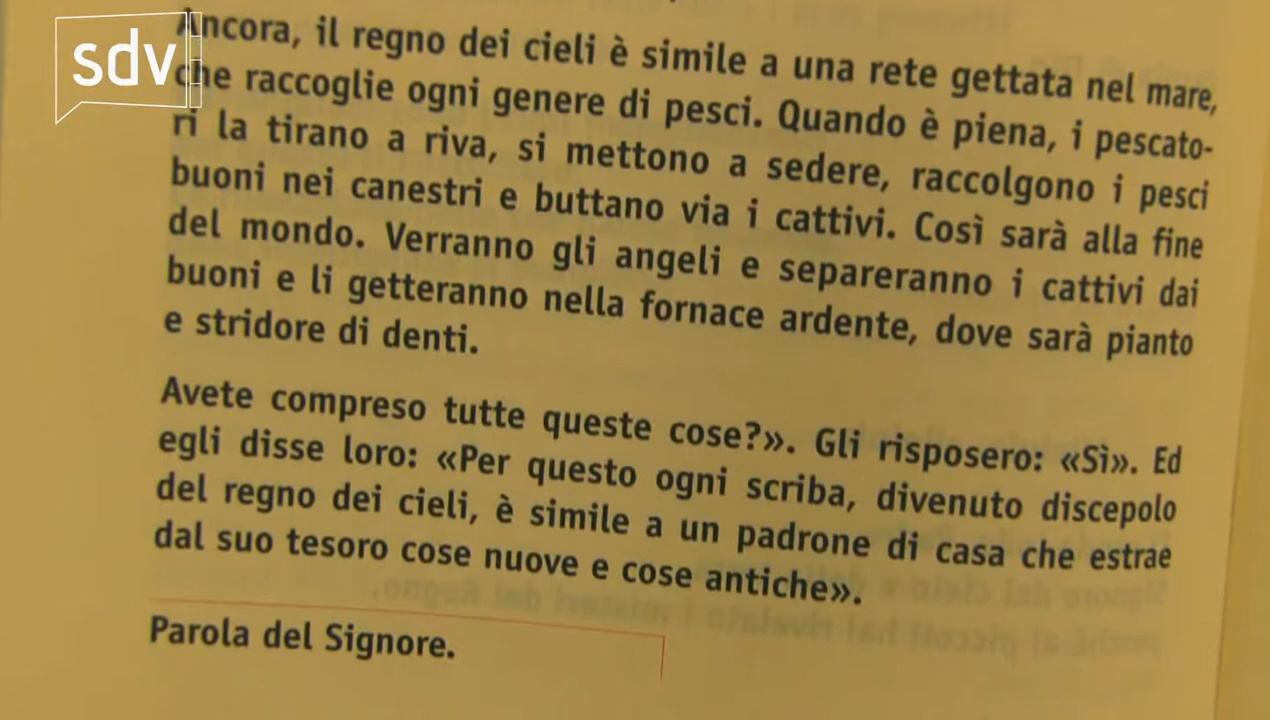 sdv
Ancora, il regno dei cieli è simile a una rete gettata nel mare,
che raccoglie ogni genere di pesci. Quando è piena, i pescato-
ri la tirano a riva, si mettono a sedere, raccolgono i pesci
buoni nei canestri e buttano via i cattivi. Così sarà alla fine
del mondo. Verranno gli angeli e separeranno i cattivi dai
buoni e li getteranno nella fornace ardente, dove sarà pianto
e stridore di denti.
Avete compreso tutte queste cose?». Gli risposero: «Sì». Ed
egli disse loro: «Per questo ogni scriba, divenuto discepolo
del regno dei cieli, è simile a un padrone di casa che estrae
dal suo tesoro cose nuove e cose antiche».
Parola del Signore.